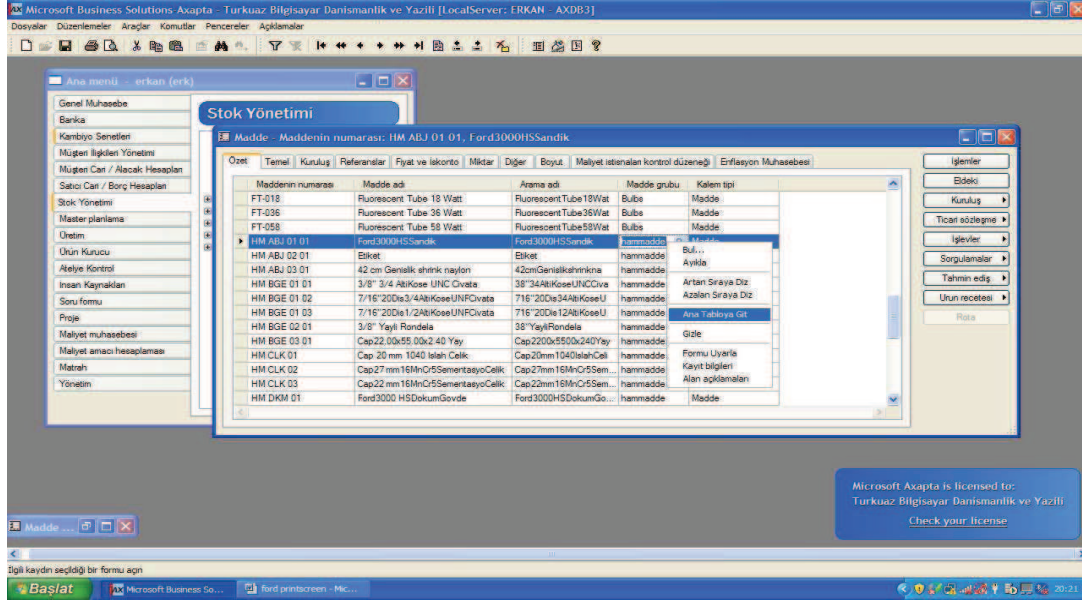 Microsoft Business Solutions-Axapta - Turkuaz Bilgisayar Danismanlik ve Yazili [LocalServer: ERKAN - AXDB3]
Dosyalar Düzenlemeler Araçlar Komutlar Pencereler Açıklamalar
Ana menü - erkan (erk)
Genel Muhasebe
Banka
Kambiyo Senetleri
Müşteri İlişkileri Yönetimi
Müşteri Cari / Alacak Hesapları
Satıcı Cari / Borç Hesapları
Stok Yönetimi
Master planlama
Üretim
Ürün Kurucu
Atelye Kontrol
Insan Kaynakları
Soru formu
Proje
Maliyet muhasebesi
Maliyet amacı hesaplaması
Matrah
Yönetim
Stok Yönetimi
Madde - Maddenin numarası: HM ABJ 01 01, Ford3000HSSandik
Özet Temel Kuruluş Referanslar Fiyat ve İskonto Miktar Diğer Boyut Maliyet istisnaları kontrol düzeneği Enflasyon Muhasebesi
Maddenin numarası Madde adı Arama adı Madde grubu Kalem tipi
FT-018 Fluorescent Tube 18 Watt FluorescentTube18Wat Bulbs Madde
FT-036 Fluorescent Tube 36 Watt FluorescentTube36Wat Bulbs Madde
FT-058 Fluorescent Tube 58 Watt FluorescentTube58Wat Bulbs Madde
HM ABJ 01 01 Ford3000HSSandik Ford3000HSSandik hammadde Madde
HM ABJ 02 01 Etiket Etiket hammadde
HM ABJ 03 01 42 cm Genislik shrink naylon 42cmGenislikshrinkna hammadde
HM BGE 01 01 3/8" 3/4 AltiKose UNC Civata 38"34AltiKoseUNCCiva hammadde
HM BGE 01 02 7/16"20Dis3/4AltiKoseUNFCivata 716"20Dis34AltiKoseU hammadde
HM BGE 01 03 7/16"20Dis1/2AltiKoseUNFCivata 716"20Dis12AltiKoseU hammadde
HM BGE 02 01 3/8" Yayli Rondela 38"YayliRondela hammadde
HM BGE 03 01 Cap22.00x55.00x2.40 Yay Cap2200x5500x240Yay hammadde
HM CLK 01 Cap 20 mm 1040 Islah Celik Cap20mm1040IslahCeli hammadde
HM CLK 02 Cap27 mm16MnCr5SementasyoCelik Cap27mm16MnCr5Sem... hammadde
HM CLK 03 Cap22 mm16MnCr5SementasyoCelik Cap22mm16MnCr5Sem... hammadde
HM DKM 01 Ford3000 HSDokumGovde Ford3000HSDokumGo... hammadde Madde
Bul...
Ayıkla
Artan Sıraya Diz
Azalan Sıraya Diz
Ana Tabloya Git
Gizle
Formu Uyarla
Kayıt bilgileri
Alan açıklamaları
İşlemler
Eldeki
Kuruluş
Ticari sözleşme
İşlevler
Sorgulamalar
Tahmin ediş
Urun recetesi
Rota
Microsoft Axapta is licensed to:
Turkuaz Bilgisayar Danismanlik ve Yazili
Check your license
Madde ...
İlgili kaydın seçildiği bir formu açın
Başlat Microsoft Business So... ford printscreen - Mic... 20:21